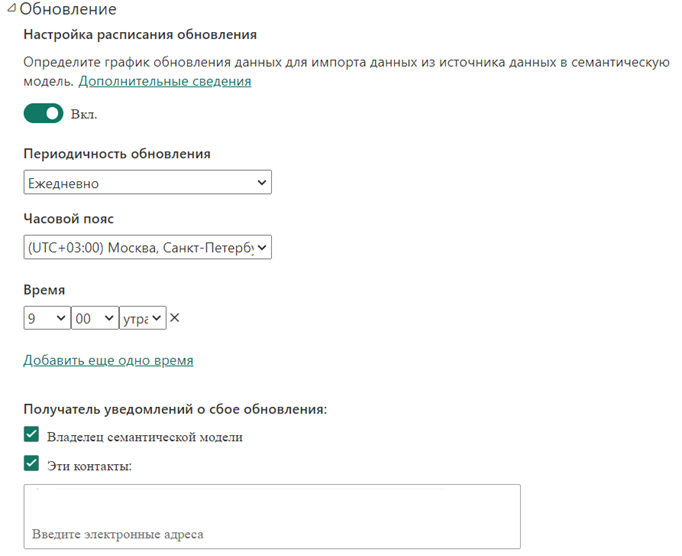 Обновление
Настройка расписания обновления
Определите график обновления данных для импорта данных из источника данных в семантическую
модель. Дополнительные сведения
Вкл.
Периодичность обновления
Ежедневно
Часовой пояс
(UTC+03:00) Москва, Санкт-Петербу
Время
9 00 утра
Добавить еще одно время
Получатель уведомлений о сбое обновления:
Владелец семантической модели
Эти контакты:
Введите электронные адреса